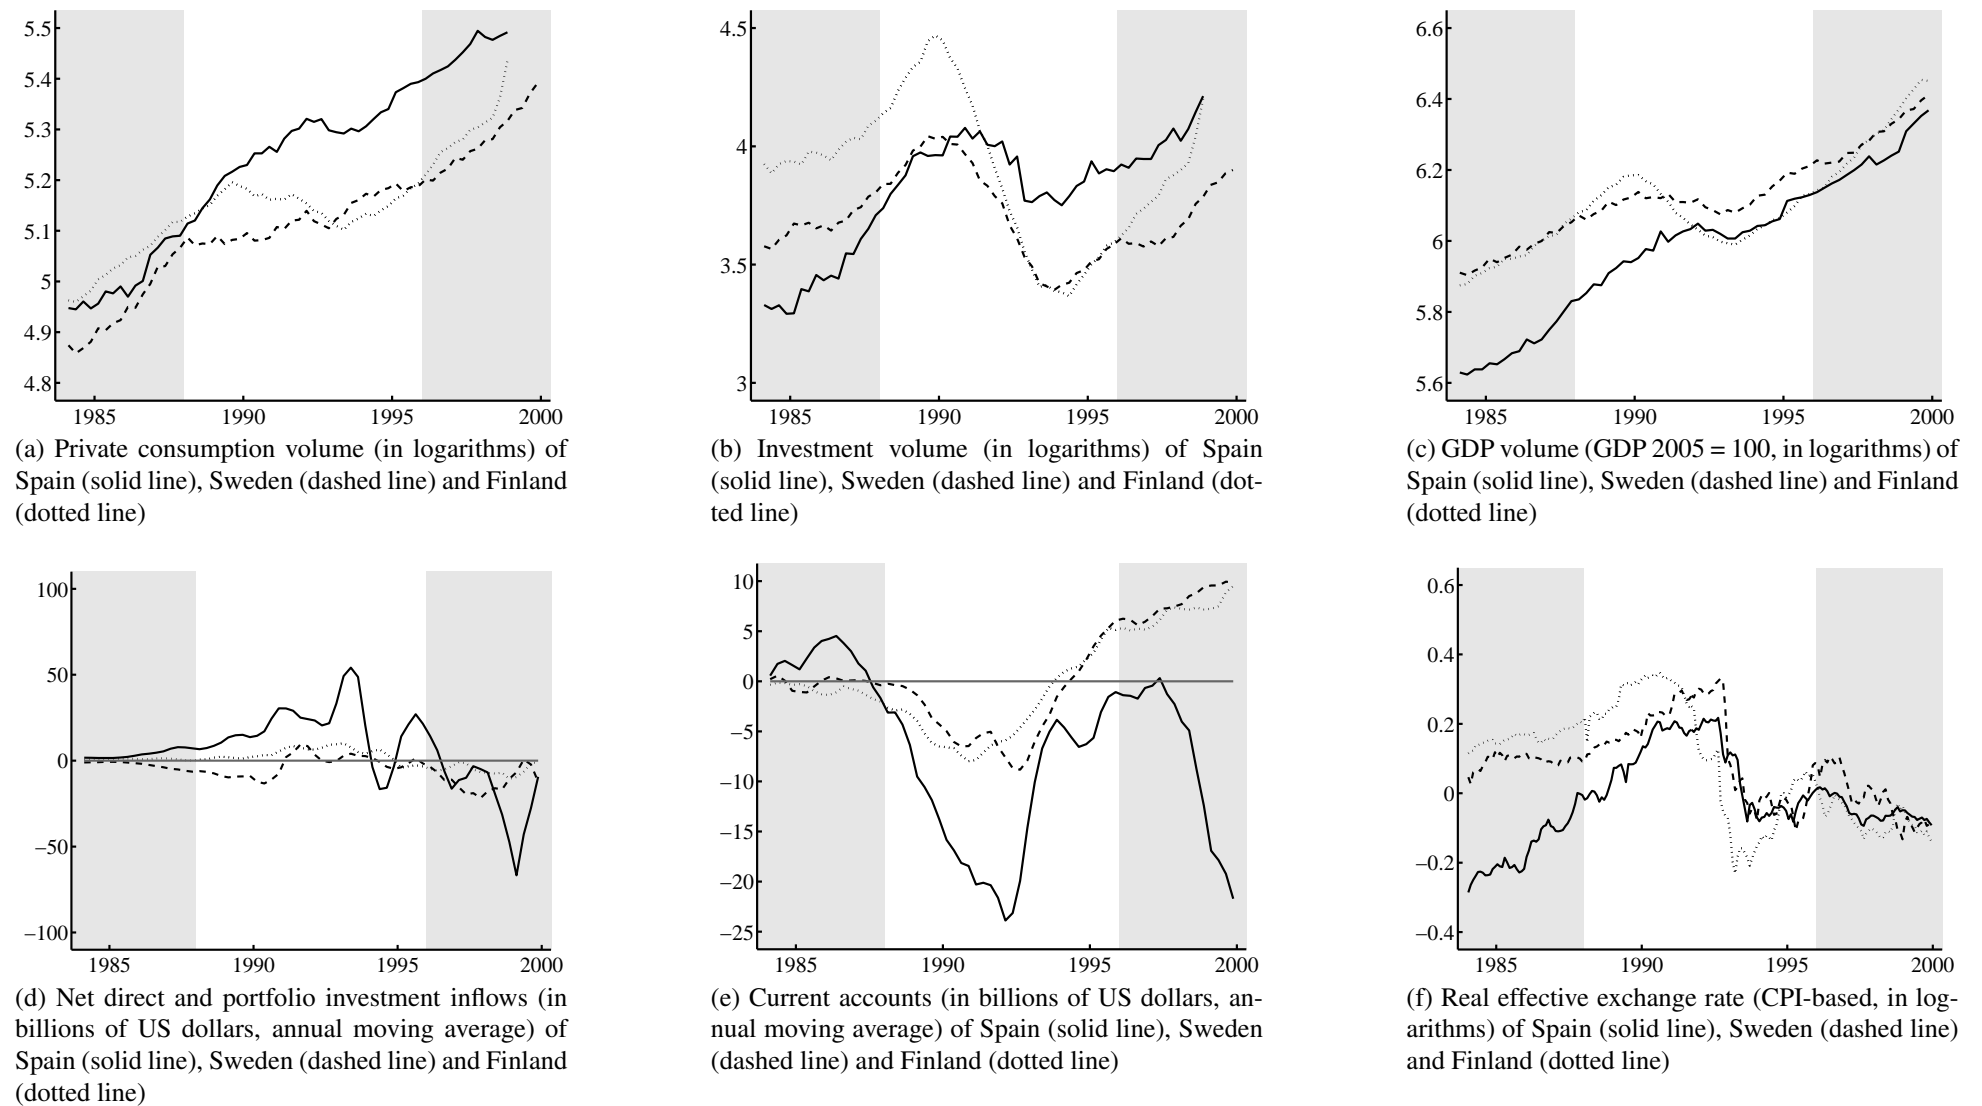 5.5
5.4
5.3
5.2
5.1
5
4.9
4.8
1985 1990 1995 2000
(a) Private consumption volume (in logarithms) of
Spain (solid line), Sweden (dashed line) and Finland
(dotted line)
4.5
4
3.5
3
1985 1990 1995 2000
(b) Investment volume (in logarithms) of Spain
(solid line), Sweden (dashed line) and Finland (dot-
ted line)
6.6
6.4
6.2
6
5.8
5.6
1985 1990 1995 2000
(c) GDP volume (GDP 2005 = 100, in logarithms) of
Spain (solid line), Sweden (dashed line) and Finland
(dotted line)
100
50
0
−50
−100
1985 1990 1995 2000
(d) Net direct and portfolio investment inflows (in
billions of US dollars, annual moving average) of
Spain (solid line), Sweden (dashed line) and Finland
(dotted line)
10
5
0
−5
−10
−15
−20
−25
1985 1990 1995 2000
(e) Current accounts (in billions of US dollars, an-
nual moving average) of Spain (solid line), Sweden
(dashed line) and Finland (dotted line)
0.6
0.4
0.2
0
−0.2
−0.4
1985 1990 1995 2000
(f) Real effective exchange rate (CPI-based, in log-
arithms) of Spain (solid line), Sweden (dashed line)
and Finland (dotted line)